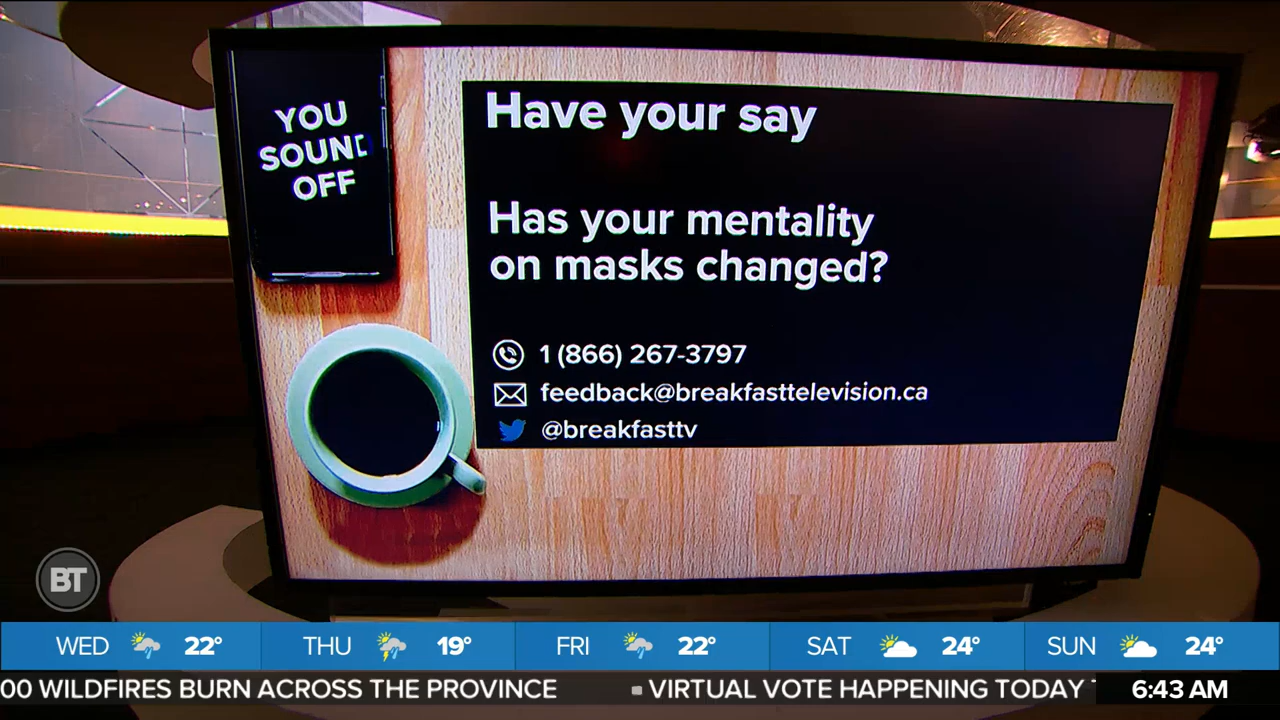 YOU
SOUND
OFF
Have your say
Has your mentality
on masks changed?
1 (866) 267-3797
feedback@breakfasttelevision.ca
@breakfasttv
BT
WED 22° THU 19° FRI 22° SAT 24° SUN 24°
00 WILDFIRES BURN ACROSS THE PROVINCE VIRTUAL VOTE HAPPENING TODAY 6:43 AM